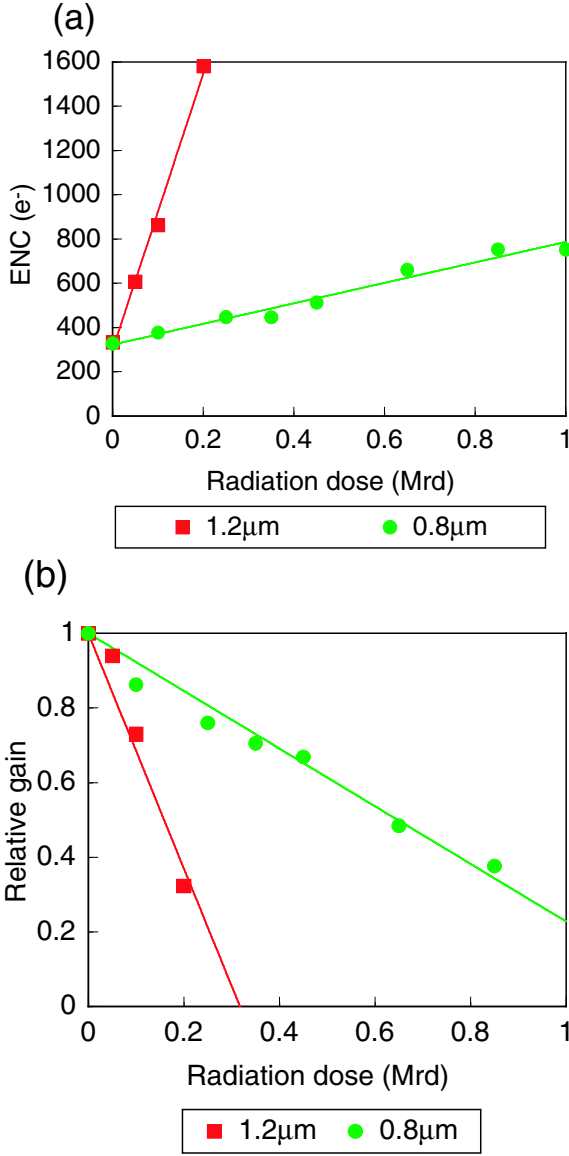 (a)
1600
1400
1200
1000
800
600
400
200
0
ENC (e-)
0 0.2 0.4 0.6 0.8 1
Radiation dose (Mrd)
1.2μm 0.8μm
(b)
1
0.8
0.6
0.4
0.2
0
Relative gain
0 0.2 0.4 0.6 0.8 1
Radiation dose (Mrd)
1.2μm 0.8μm